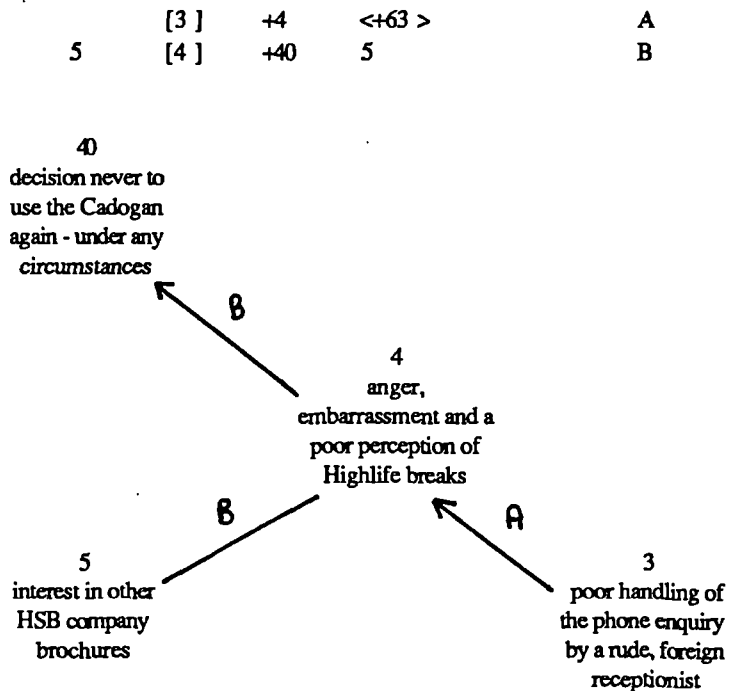 [3 ] +4 <+63 > A
5 [4 ] +40 5 B
40
decision never to
use the Cadogan
again - under any
circumstances
B
4
anger,
embarrassment and a
poor perception of
Highlife breaks
B
A
5
interest in other
HSB company
brochures
3
poor handling of
the phone enquiry
by a rude, foreign
receptionist